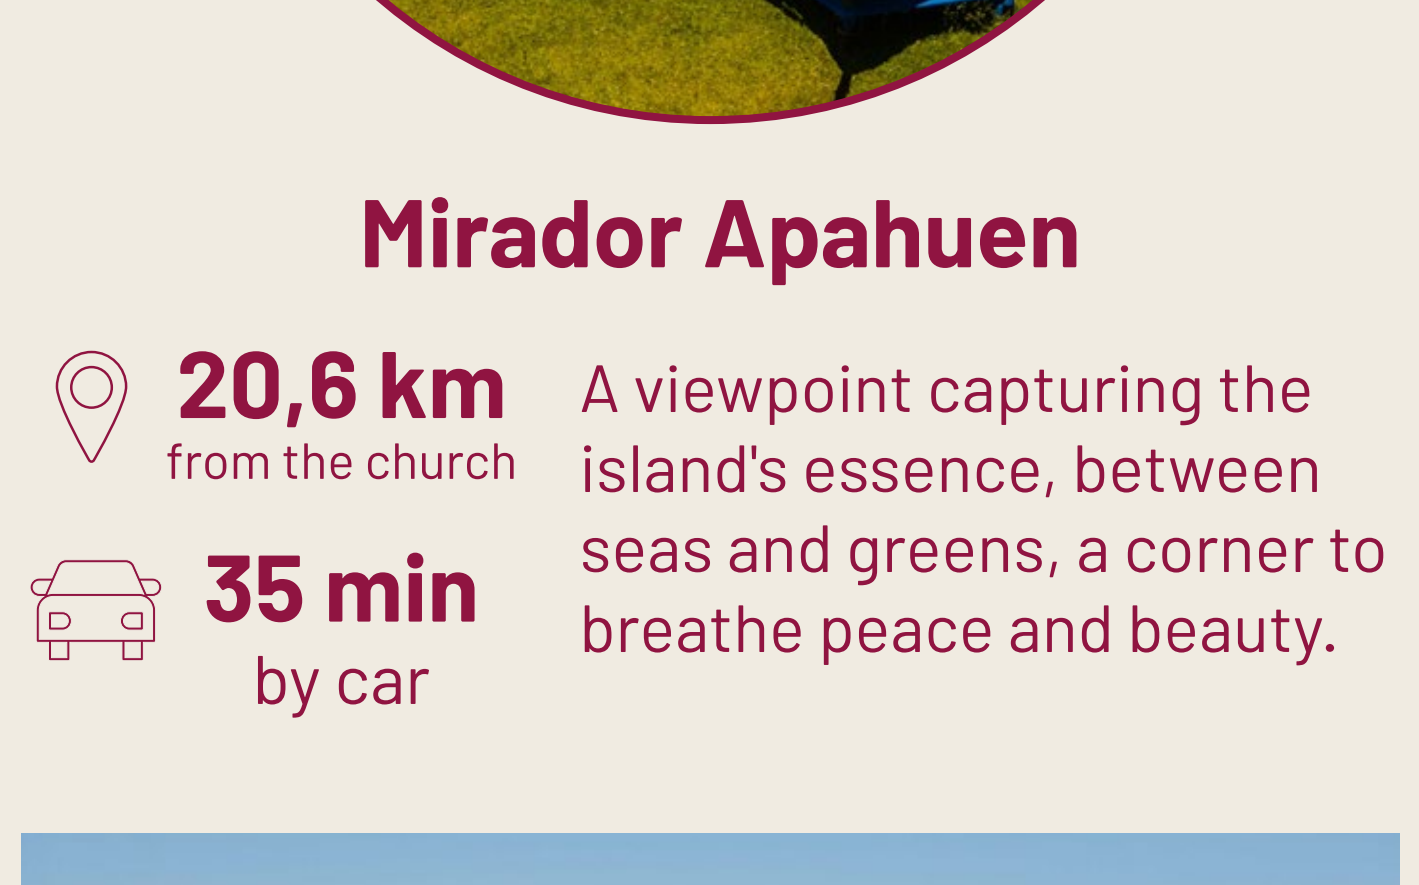 Mirador Apahuen
20,6 km
from the church
35 min
by car
A viewpoint capturing the
island's essence, between
seas and greens, a corner to
breathe peace and beauty.